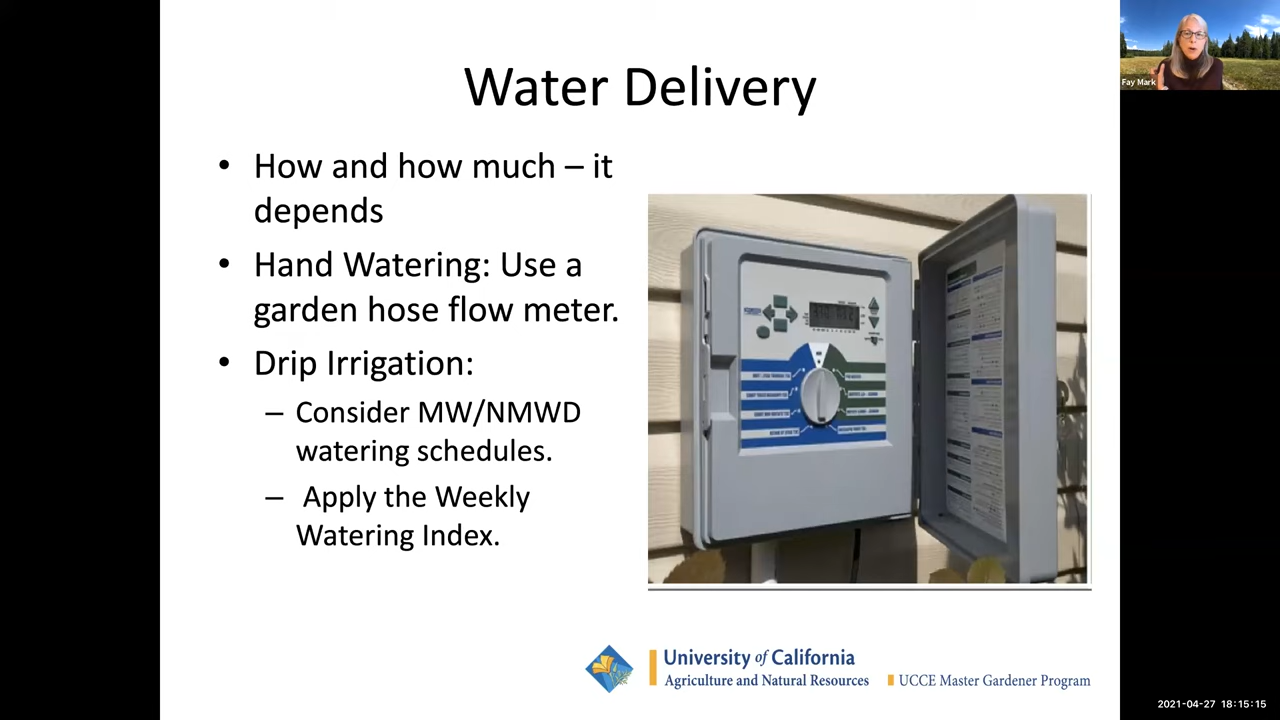 Water Delivery
Fay Mark
• How and how much – it
depends
• Hand Watering: Use a
garden hose flow meter.
• Drip Irrigation:
– Consider MW/NMWD
watering schedules.
– Apply the Weekly
Watering Index.
University of California
Agriculture and Natural Resources
UCCE Master Gardener Program
2021-04-27 18:15:15